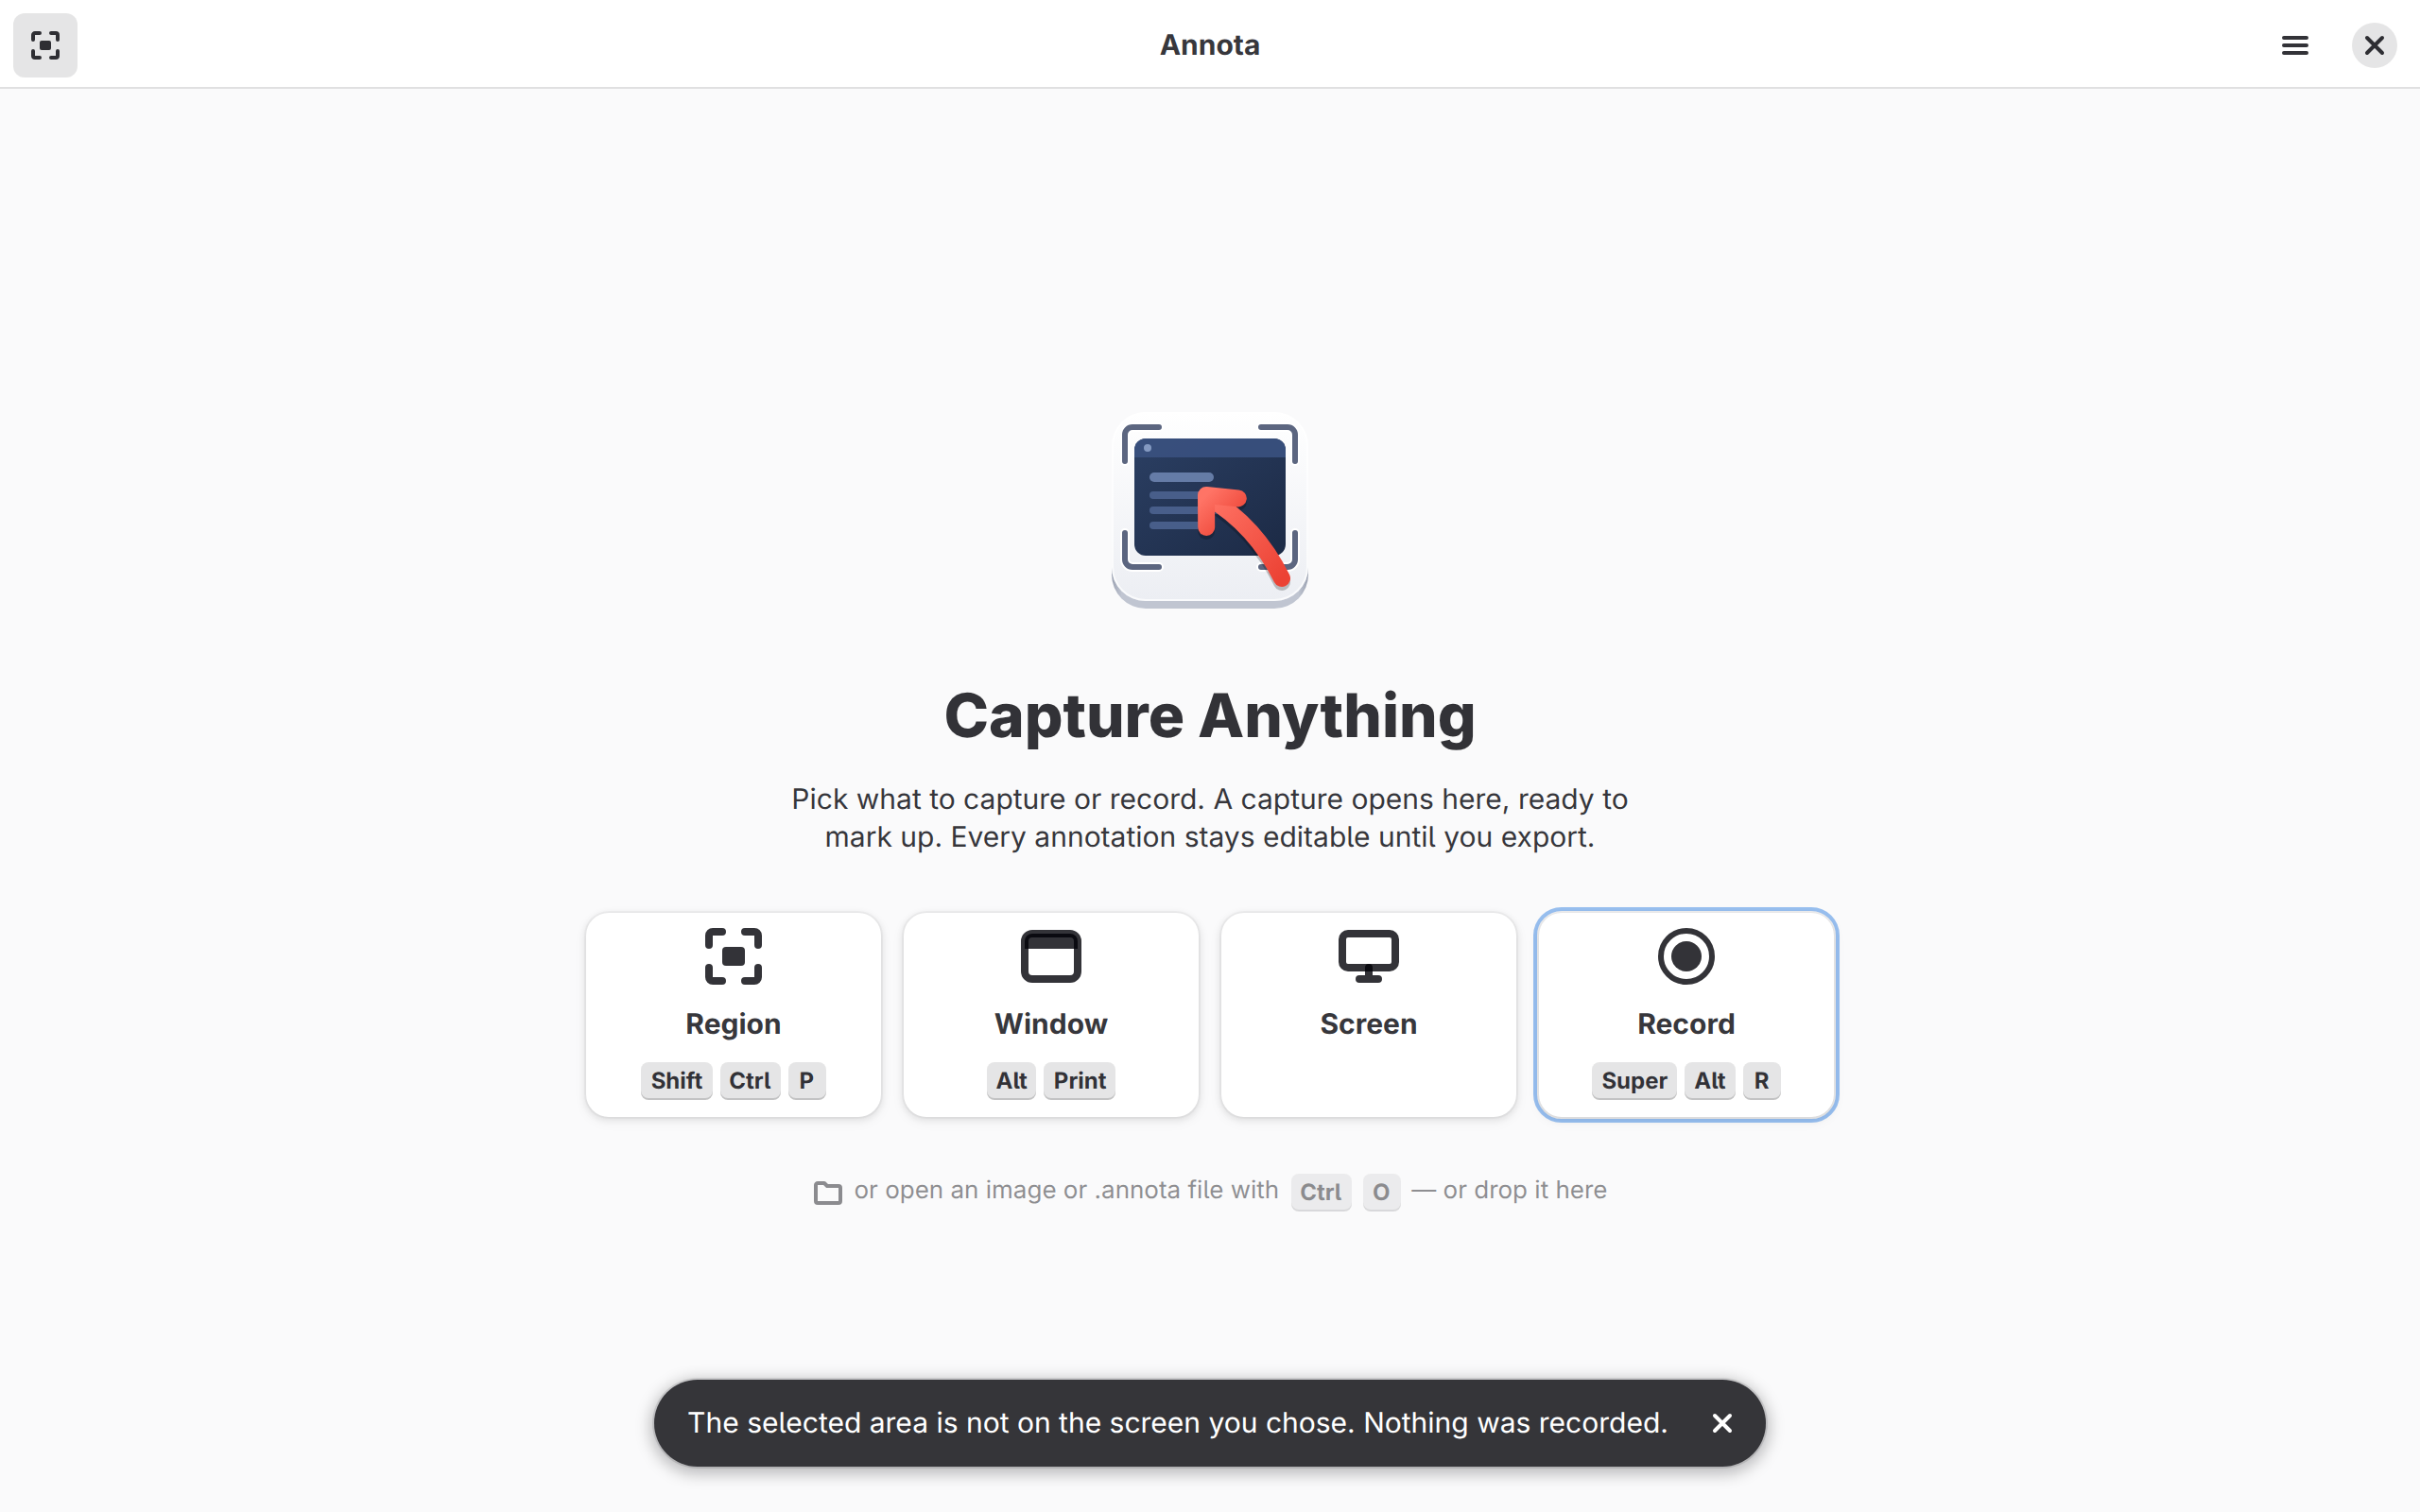 Annota
Capture Anything
Pick what to capture or record. A capture opens here, ready to
mark up. Every annotation stays editable until you export.
Region
Shift Ctrl P
Window
Alt Print
Screen
Record
Super Alt R
or open an image or .annota file with Ctrl O — or drop it here
The selected area is not on the screen you chose. Nothing was recorded.